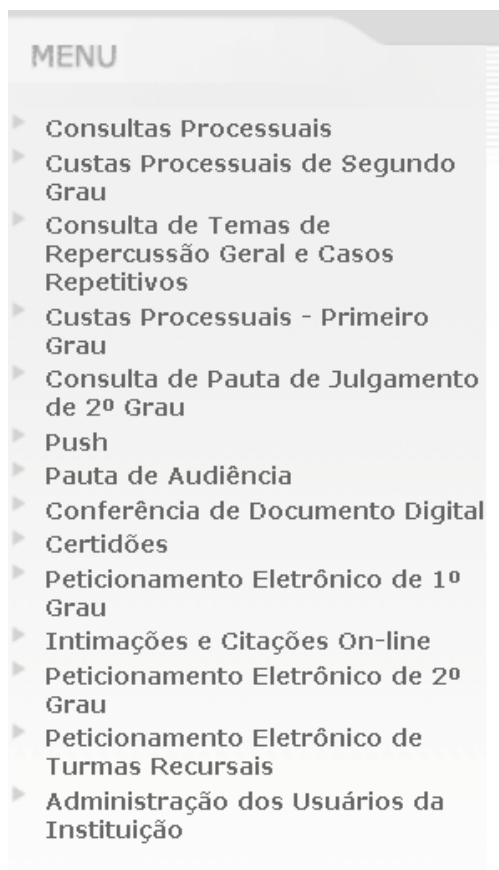 MENU
Consultas Processuais
Custas Processuais de Segundo
Grau
Consulta de Temas de
Repercussão Geral e Casos
Repetitivos
Custas Processuais - Primeiro
Grau
Consulta de Pauta de Julgamento
de 2º Grau
Push
Pauta de Audiência
Conferência de Documento Digital
Certidões
Peticionamento Eletrônico de 1º
Grau
Intimações e Citações On-line
Peticionamento Eletrônico de 2º
Grau
Peticionamento Eletrônico de
Turmas Recursais
Administração dos Usuários da
Instituição